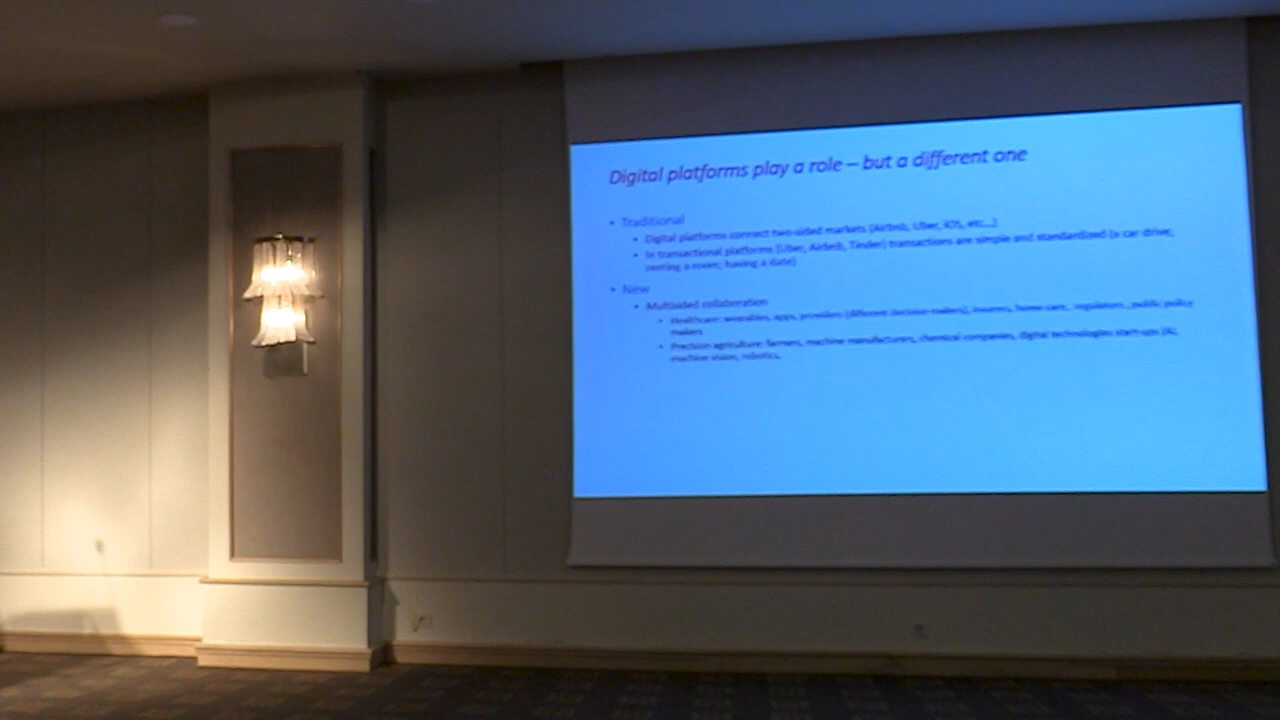 Digital platforms play a role – but a different one
• Traditional
• Digital platforms connect two-sided markets (Airbnb, Uber, iOS, etc…)
• In transactional platforms (Uber, Airbnb, Tinder) transactions are simple and standardized (a car drive,
renting a room; having a date)
• New
• Multisided collaboration
• Healthcare: wearables, apps, providers (different decision-makers), insurers, home-care, regulators, public policy
makers
• Precision agriculture: farmers, machine manufacturers, chemical companies, digital technologies start-ups (AI,
machine vision, robotics,